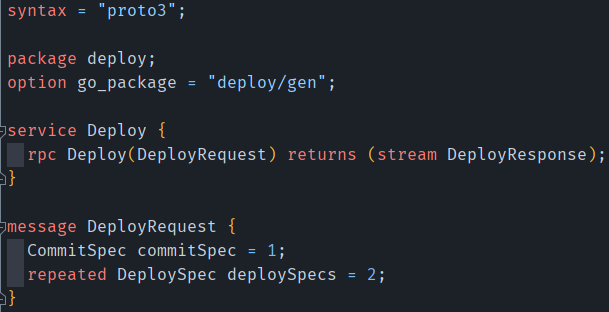 syntax = "proto3";
package deploy;
option go_package = "deploy/gen";
service Deploy {
rpc Deploy(DeployRequest) returns (stream DeployResponse);
}
message DeployRequest {
CommitSpec commitSpec = 1;
repeated DeploySpec deploySpecs = 2;
}